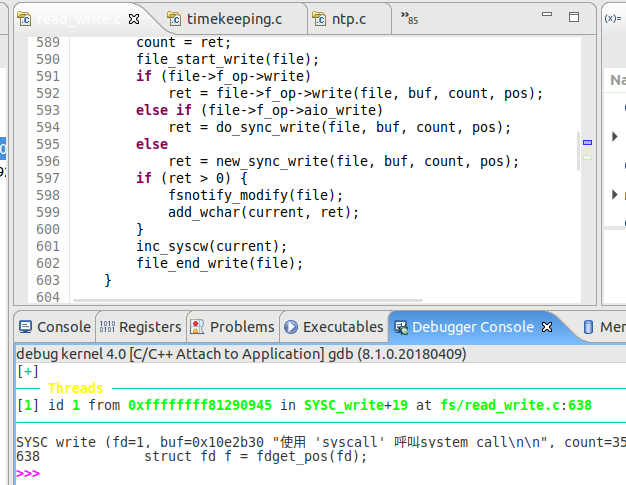 read_write.c timekeeping.c ntp.c »85 (x)=
589 count = ret;
590 file_start_write(file);
591 if (file->f_op->write)
592 ret = file->f_op->write(file, buf, count, pos);
593 else if (file->f_op->aio_write)
594 ret = do_sync_write(file, buf, count, pos);
595 else
596 ret = new_sync_write(file, buf, count, pos);
597 if (ret > 0) {
598 fsnotify_modify(file);
599 add_wchar(current, ret);
600 }
601 inc_syscw(current);
602 file_end_write(file);
603 }
604
Na
Console Registers Problems Executables Debugger Console Mer
debug kernel 4.0 [C/C++ Attach to Application] gdb (8.1.0.20180409)
[+]
Threads
[1] id 1 from 0xffffffff81290945 in SYSC_write+19 at fs/read_write.c:638
SYSC_write (fd=1, buf=0x10e2b30 "使用 'syscall' 呼叫system call\n\n", count=35
638 struct fd f = fdget_pos(fd);
>>>